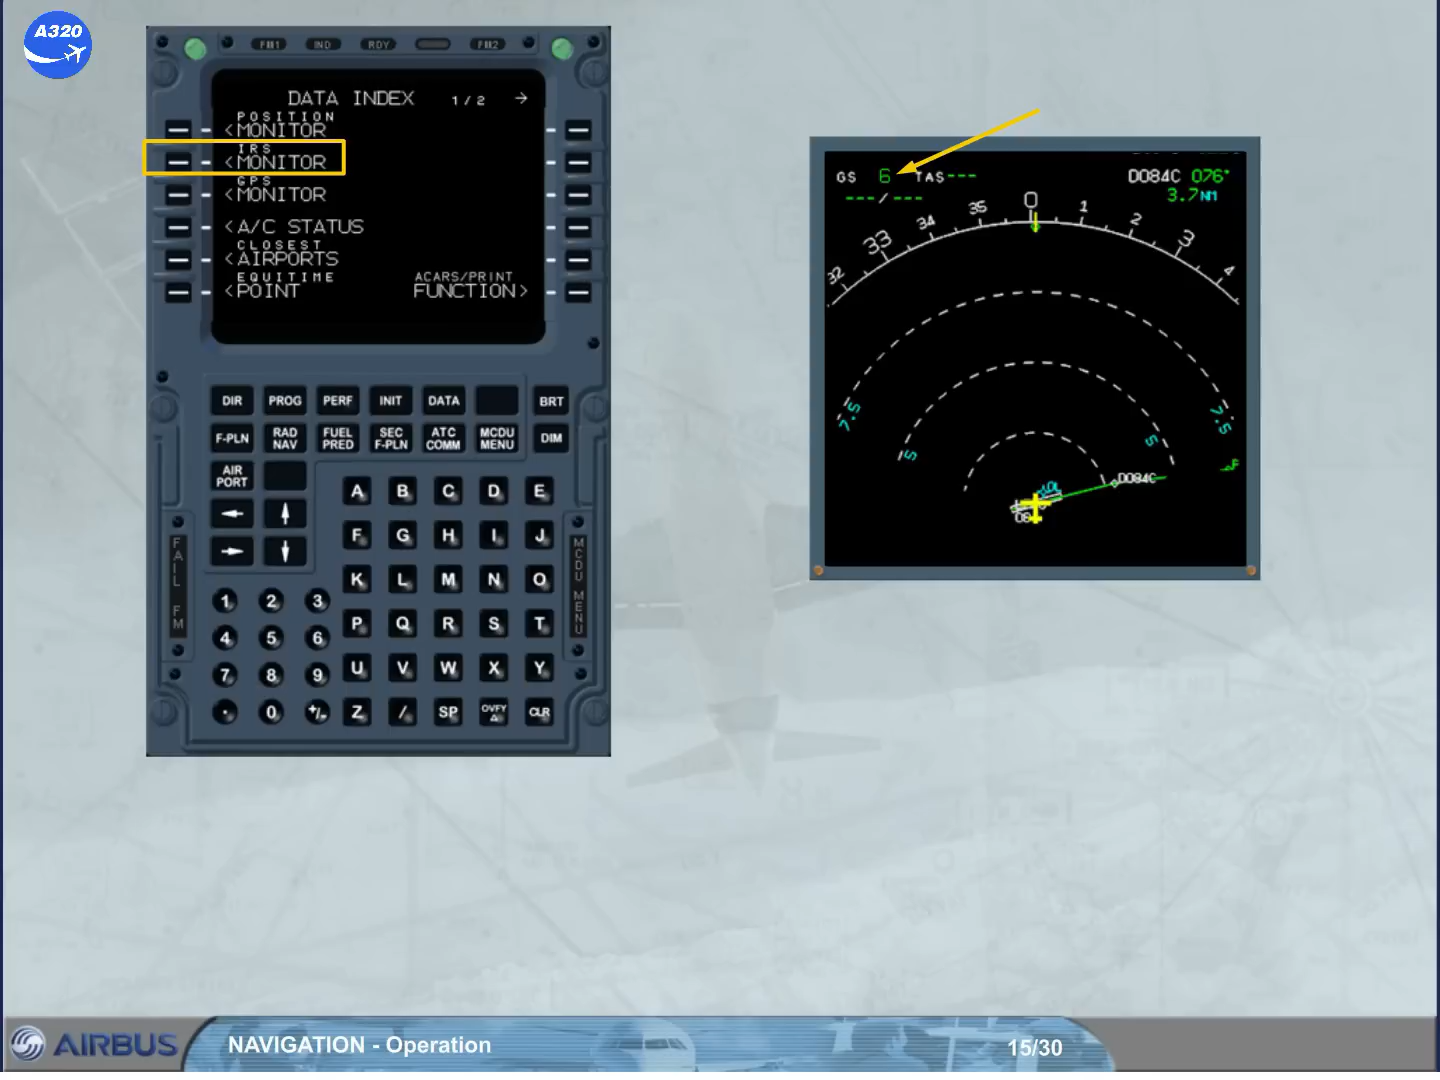 A320
FM1 IND RDY FM2
DATA INDEX 1/2 →
POSITION
<MONITOR
IRS
<MONITOR
GPS
<MONITOR
<A/C STATUS
CLOSEST
<AIRPORTS
EQUITIME ACARS/PRINT
<POINT FUNCTION>
DIR PROG PERF INIT DATA BRT
F-PLN RAD NAV FUEL PRED SEC F-PLN ATC COMM MCDU MENU DIM
AIR PORT
← ↑
→ ↓
A B C D E
F G H I J
K L M N O
P Q R S T
U V W X Y
Z / SP OVFY Δ CLR
1 2 3
4 5 6
7 8 9
. 0 +/-
FAIL FM
MCDU MENU
GS 6 TAS--- D084C 076°
---/--- 3.7NM
32 33 34 35 0 1 2 3 4
7.5 7.5
5 5
D084C
AIRBUS
NAVIGATION - Operation
15/30